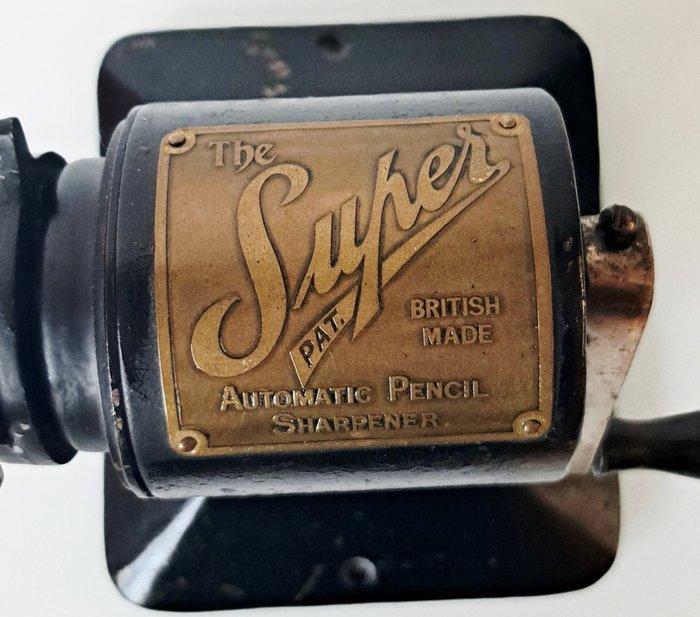 The
Super
PAT.
BRITISH
MADE
AUTOMATIC PENCIL
SHARPENER.